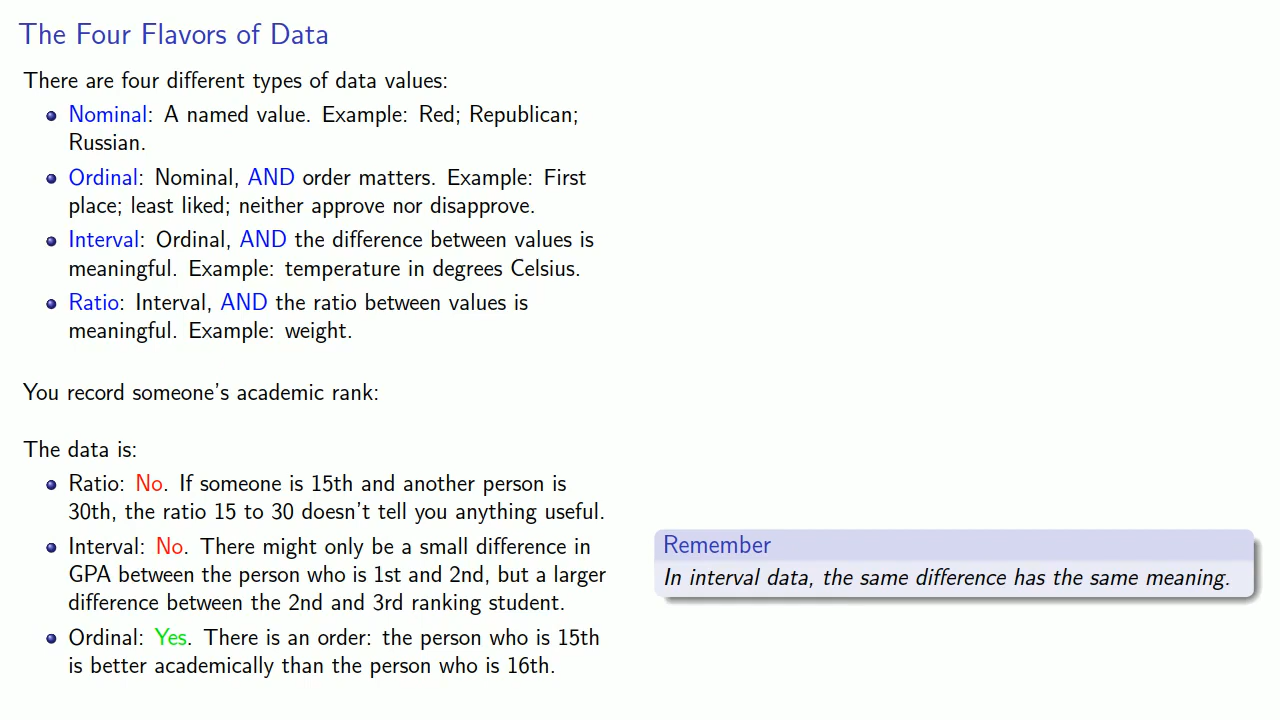 The Four Flavors of Data
There are four different types of data values:
Nominal: A named value. Example: Red; Republican;
Russian.
Ordinal: Nominal, AND order matters. Example: First
place; least liked; neither approve nor disapprove.
Interval: Ordinal, AND the difference between values is
meaningful. Example: temperature in degrees Celsius.
Ratio: Interval, AND the ratio between values is
meaningful. Example: weight.
You record someone's academic rank:
The data is:
Ratio: No. If someone is 15th and another person is
30th, the ratio 15 to 30 doesn't tell you anything useful.
Interval: No. There might only be a small difference in
GPA between the person who is 1st and 2nd, but a larger
difference between the 2nd and 3rd ranking student.
Ordinal: Yes. There is an order: the person who is 15th
is better academically than the person who is 16th.
Remember
In interval data, the same difference has the same meaning.